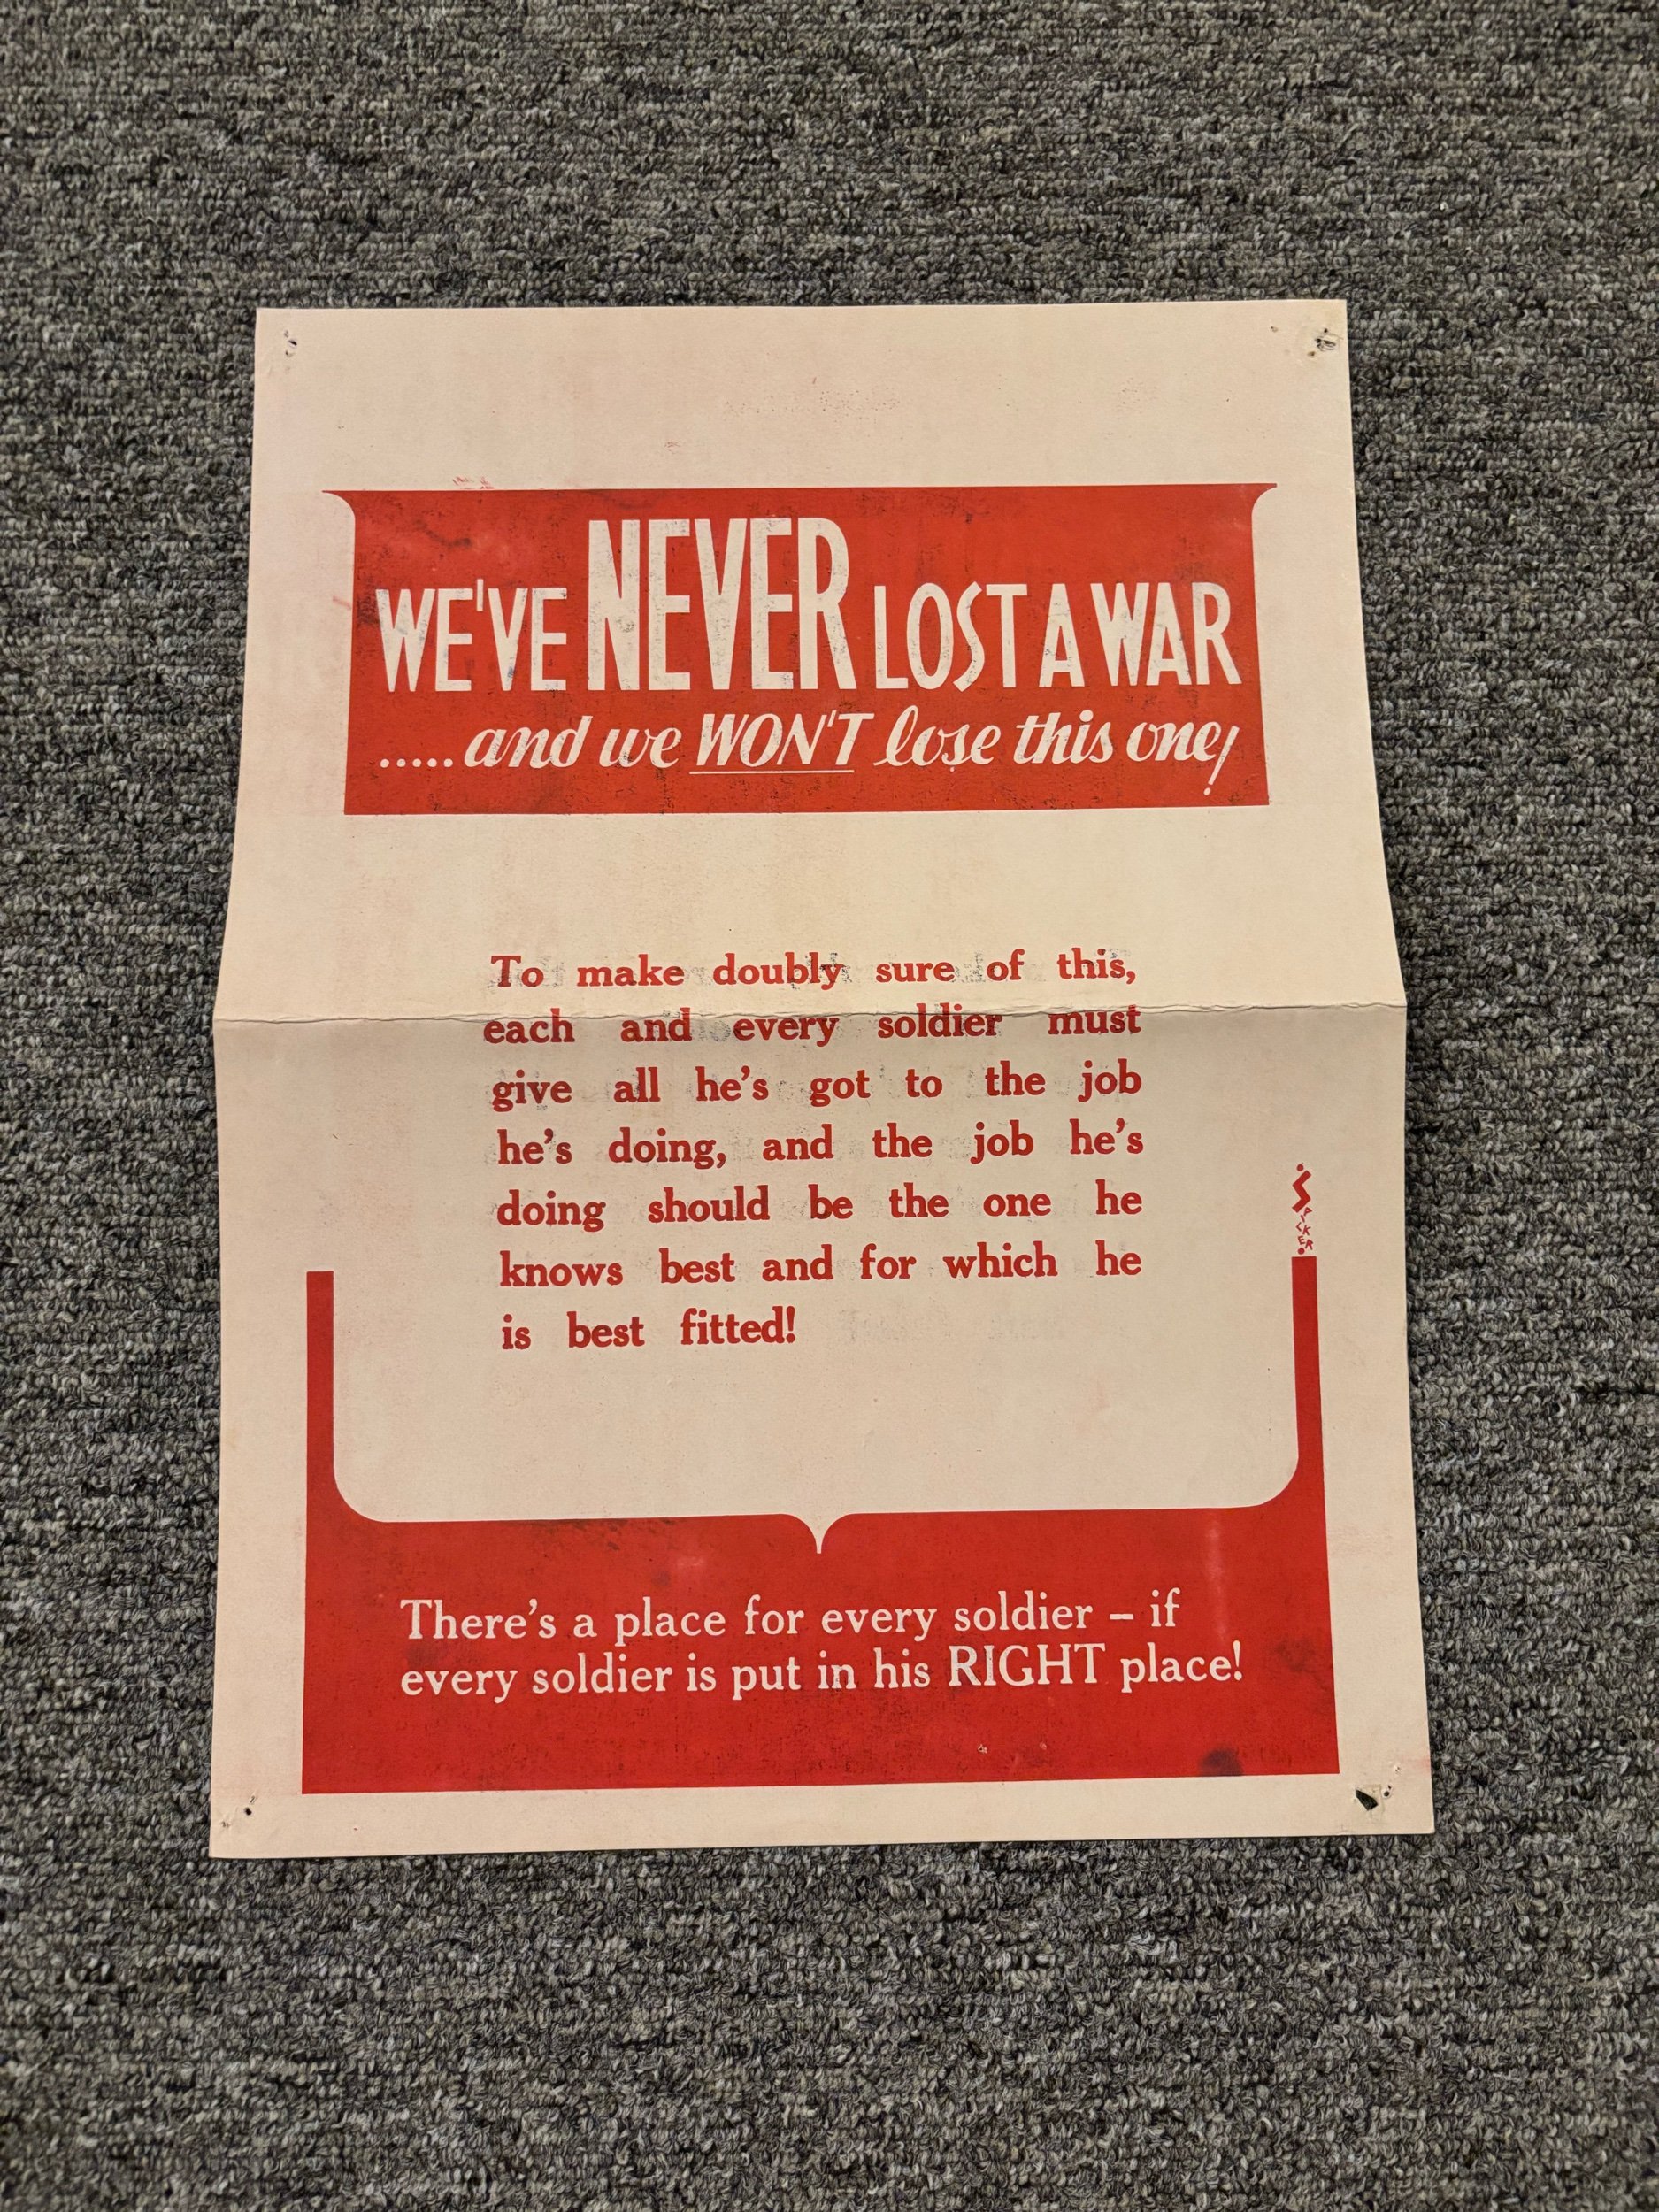 WE'VE NEVER LOST A WAR
.....and we WON'T lose this one!
To make doubly sure of this,
each and every soldier must
give all he's got to the job
he's doing, and the job he's
doing should be the one he
knows best and for which he
is best fitted!
SPICKER
There's a place for every soldier – if
every soldier is put in his RIGHT place!